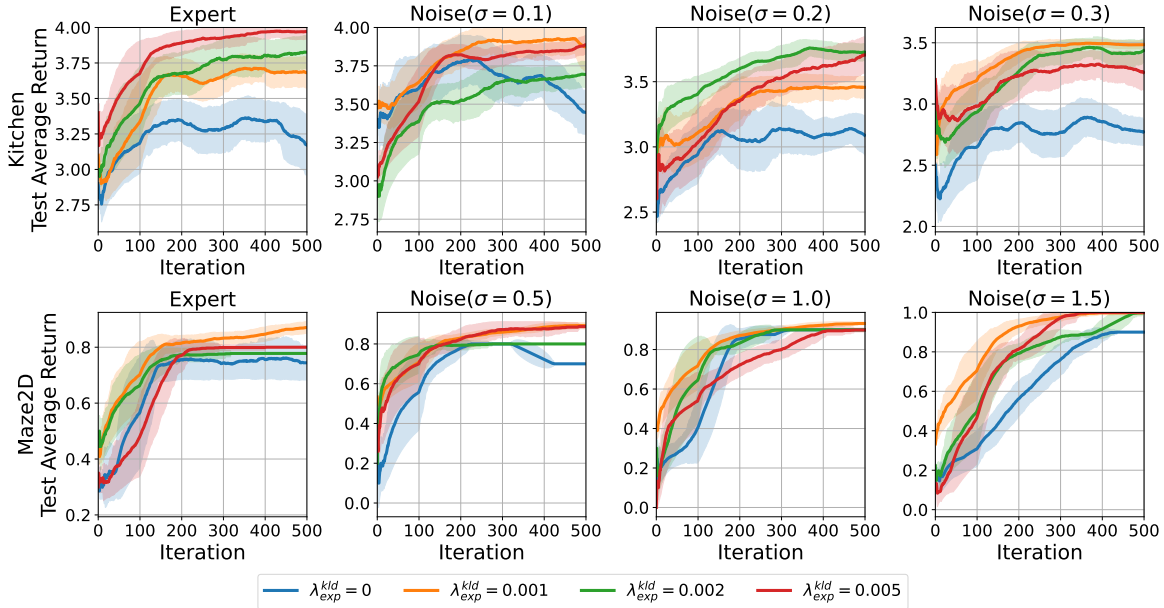 Expert
Noise(σ = 0.1)
Noise(σ = 0.2)
Noise(σ = 0.3)
Kitchen
Test Average Return
4.00
3.75
3.50
3.25
3.00
2.75
0 100 200 300 400 500
Iteration
4.00
3.75
3.50
3.25
3.00
2.75
0 100 200 300 400 500
Iteration
3.5
3.0
2.5
0 100 200 300 400 500
Iteration
3.5
3.0
2.5
2.0
0 100 200 300 400 500
Iteration
Expert
Noise(σ = 0.5)
Noise(σ = 1.0)
Noise(σ = 1.5)
Maze2D
Test Average Return
0.8
0.6
0.4
0.2
0 100 200 300 400 500
Iteration
0.8
0.6
0.4
0.2
0.0
0 100 200 300 400 500
Iteration
0.8
0.6
0.4
0.2
0.0
0 100 200 300 400 500
Iteration
1.0
0.8
0.6
0.4
0.2
0.0
0 100 200 300 400 500
Iteration
λ_{exp}^{kld} = 0
λ_{exp}^{kld} = 0.001
λ_{exp}^{kld} = 0.002
λ_{exp}^{kld} = 0.005